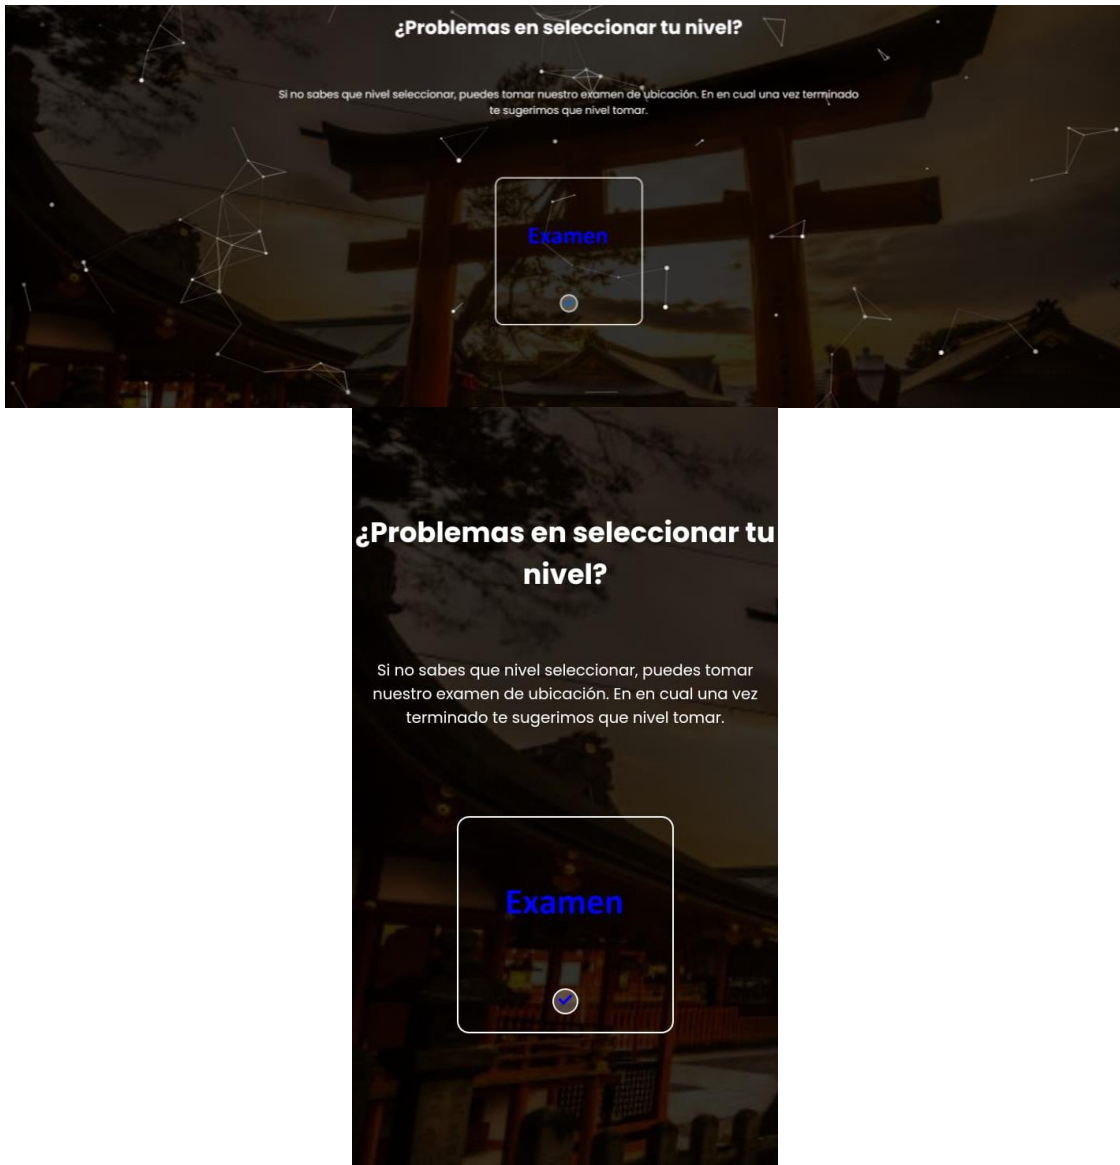 ¿Problemas en seleccionar tu nivel?
Si no sabes que nivel seleccionar, puedes tomar nuestro examen de ubicación. En en cual una vez terminado
te sugerimos que nivel tomar.
Examen
¿Problemas en seleccionar tu
nivel?
Si no sabes que nivel seleccionar, puedes tomar
nuestro examen de ubicación. En en cual una vez
terminado te sugerimos que nivel tomar.
Examen